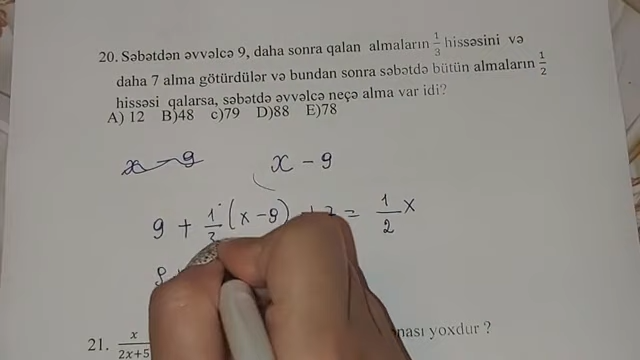 20. Səbətdən əvvəlcə 9, daha sonra qalan almaların 1/3 hissəsini və
daha 7 alma götürdülər və bundan sonra səbətdə bütün almaların 1/2
hissəsi qalarsa, səbətdə əvvəlcə neçə alma var idi?
A) 12 B)48 c)79 D)88 E)78
x - 9
x - 9
9 + 1/3 (x - 9) + 7 = 1/2 x
21. x/2x+5 nası yoxdur ?